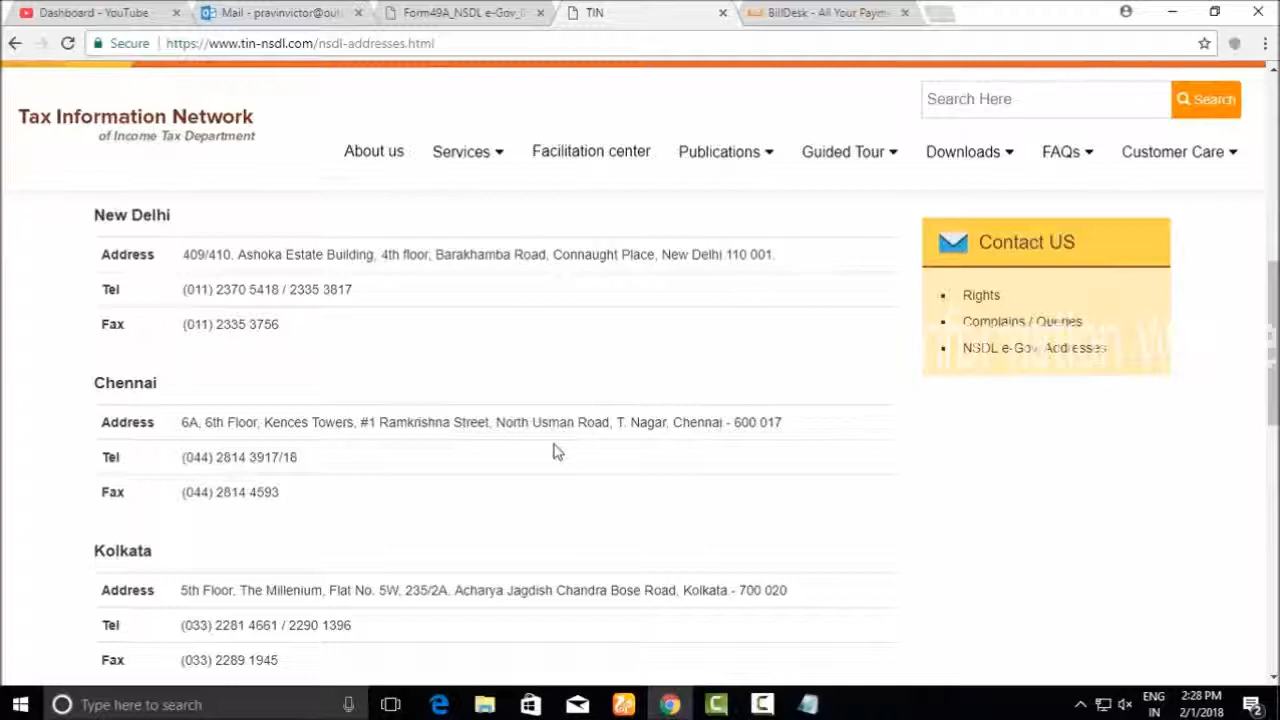 Dashboard - YouTube
Mail - pravinvictor@out
Form49A_NSDL e-Gov_I
TIN
BillDesk - All Your Paym
Secure
https://www.tin-nsdl.com/nsdl-addresses.html
Search Here
Search
Tax Information Network
of Income Tax Department
About us
Services
Facilitation center
Publications
Guided Tour
Downloads
FAQs
Customer Care
New Delhi
Address 409/410, Ashoka Estate Building, 4th floor, Barakhamba Road, Connaught Place, New Delhi 110 001.
Tel (011) 2370 5418 / 2335 3817
Fax (011) 2335 3756
Contact US
Rights
Complains / Queries
NSDL e-Gov Addresses
Chennai
Address 6A, 6th Floor, Kences Towers, #1 Ramkrishna Street, North Usman Road, T. Nagar, Chennai - 600 017
Tel (044) 2814 3917/18
Fax (044) 2814 4593
Kolkata
Address 5th Floor, The Millenium, Flat No. 5W, 235/2A, Acharya Jagdish Chandra Bose Road, Kolkata - 700 020
Tel (033) 2281 4661 / 2290 1396
Fax (033) 2289 1945
Type here to search
ENG
IN
2:28 PM
2/1/2018
2